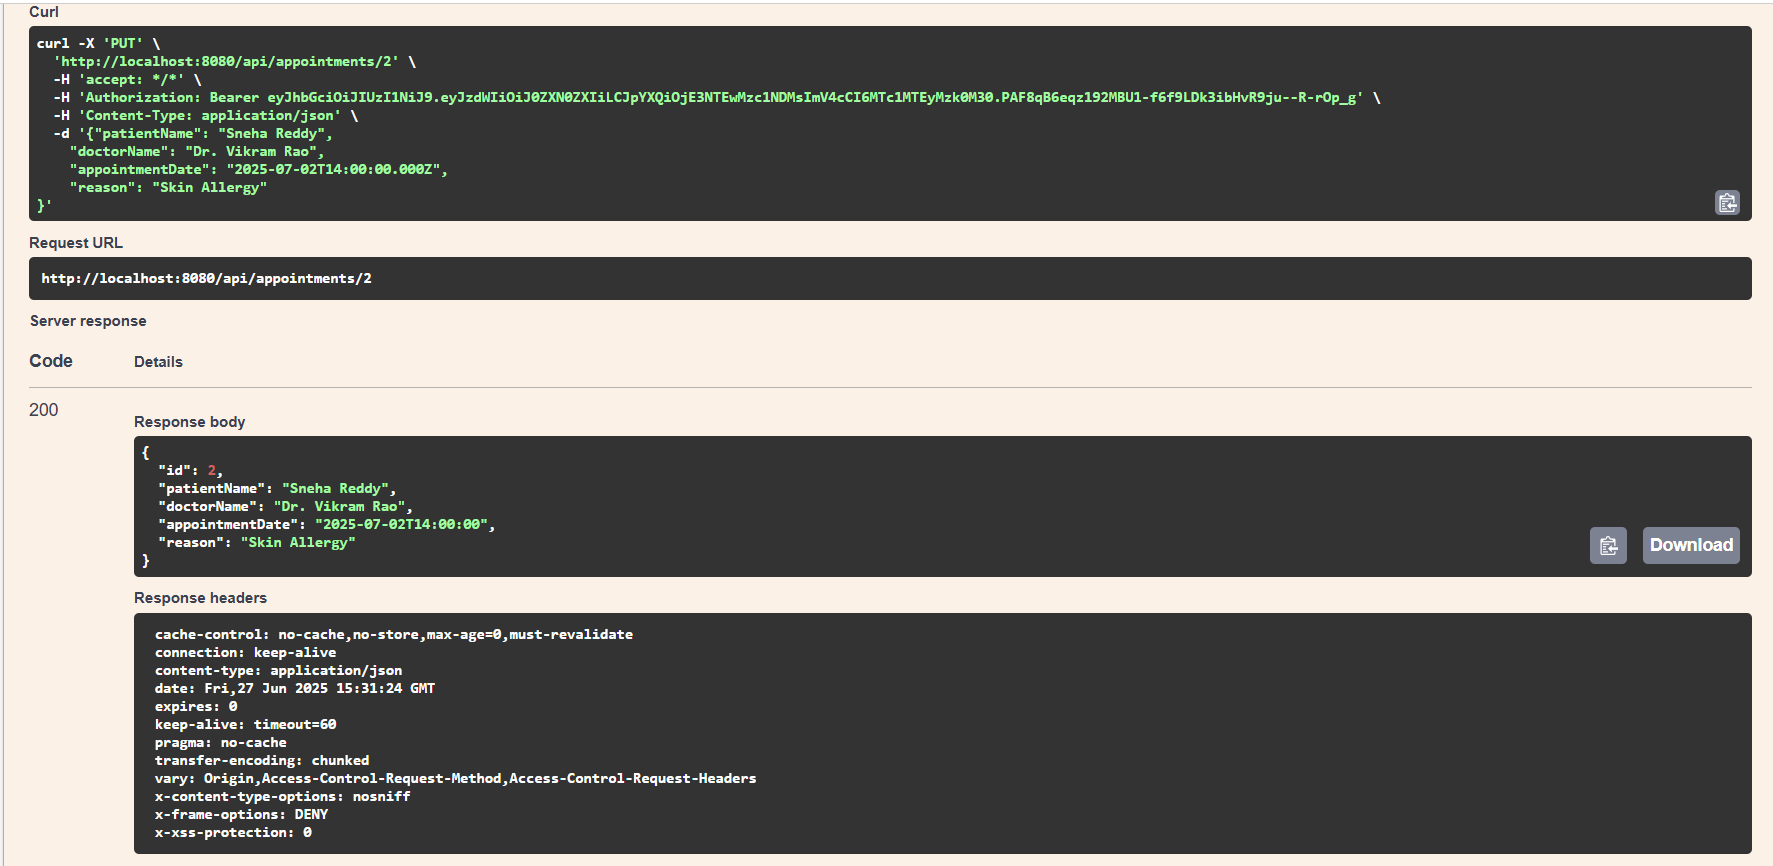 Curl
curl -X 'PUT' \
  'http://localhost:8080/api/appointments/2' \
  -H 'accept: */*' \
  -H 'Authorization: Bearer eyJhbGciOiJIUzI1NiJ9.eyJzdWIiOiJ0ZXN0ZXIiLCJpYXQiOjE3NTEwMzc1NDMsImV4cCI6MTc1MTEyMzk0M30.PAF8qB6eqz192MBU1-f6f9LDk3ibHvR9ju--R-rOp_g' \
  -H 'Content-Type: application/json' \
  -d '{"patientName": "Sneha Reddy",
    "doctorName": "Dr. Vikram Rao",
    "appointmentDate": "2025-07-02T14:00:00.000Z",
    "reason": "Skin Allergy"
}'
Request URL
http://localhost:8080/api/appointments/2
Server response
Code Details
200
Response body
{
  "id": 2,
  "patientName": "Sneha Reddy",
  "doctorName": "Dr. Vikram Rao",
  "appointmentDate": "2025-07-02T14:00:00",
  "reason": "Skin Allergy"
}
Download
Response headers
cache-control: no-cache,no-store,max-age=0,must-revalidate
connection: keep-alive
content-type: application/json
date: Fri,27 Jun 2025 15:31:24 GMT
expires: 0
keep-alive: timeout=60
pragma: no-cache
transfer-encoding: chunked
vary: Origin,Access-Control-Request-Method,Access-Control-Request-Headers
x-content-type-options: nosniff
x-frame-options: DENY
x-xss-protection: 0